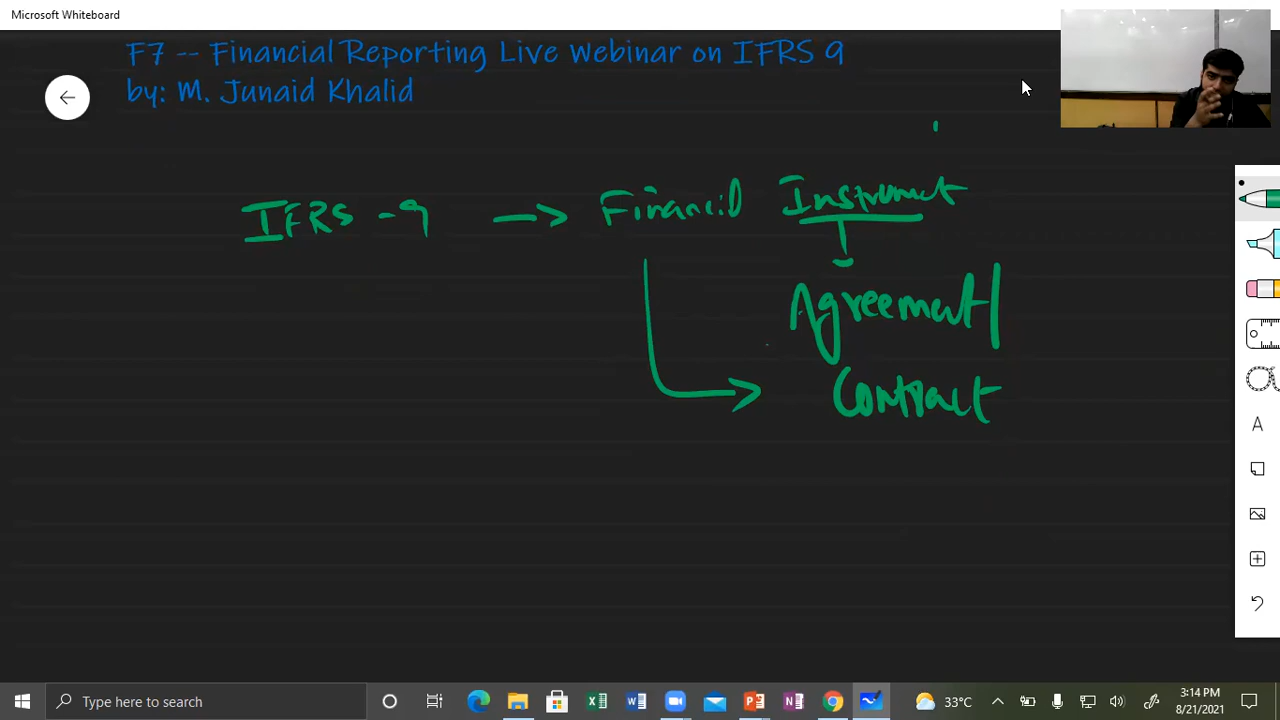 Microsoft Whiteboard
F7 -- Financial Reporting Live Webinar on IFRS 9
by: M. Junaid Khalid
IFRS -9 → Financial Instrument
Agreement
Contract
A
Type here to search
33°C
3:14 PM
8/21/2021